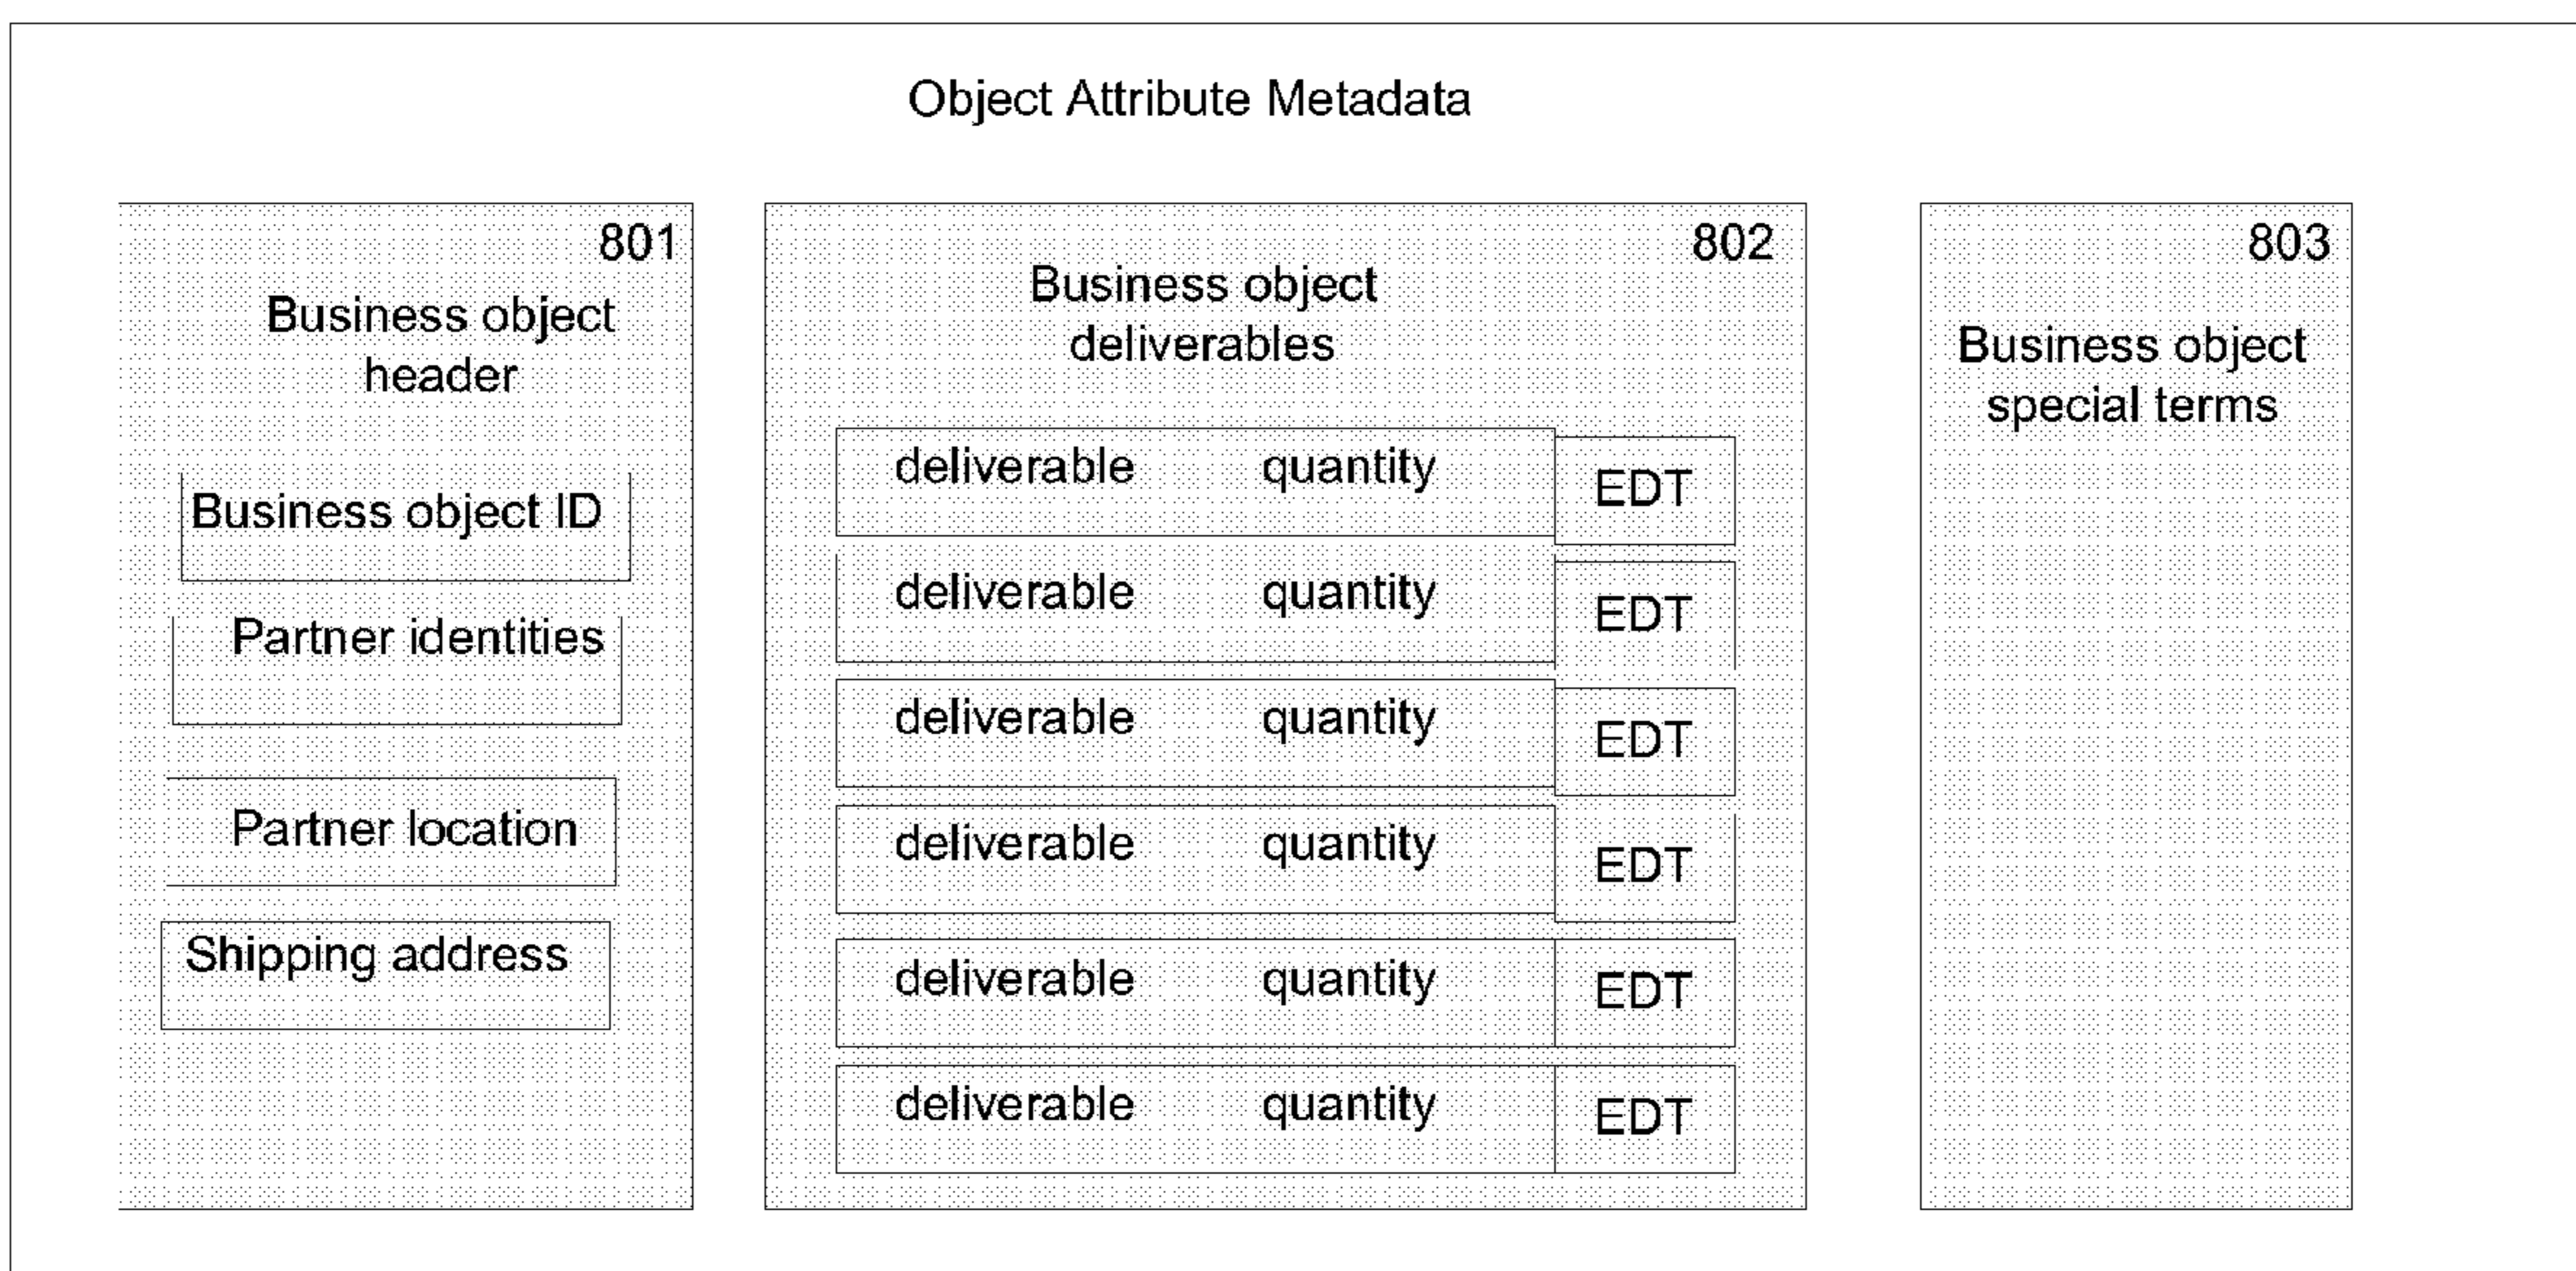 Object Attribute Metadata
801
Business object
header
Business object ID
Partner identities
Partner location
Shipping address
802
Business object
deliverables
deliverable quantity EDT
deliverable quantity EDT
deliverable quantity EDT
deliverable quantity EDT
deliverable quantity EDT
deliverable quantity EDT
803
Business object
special terms